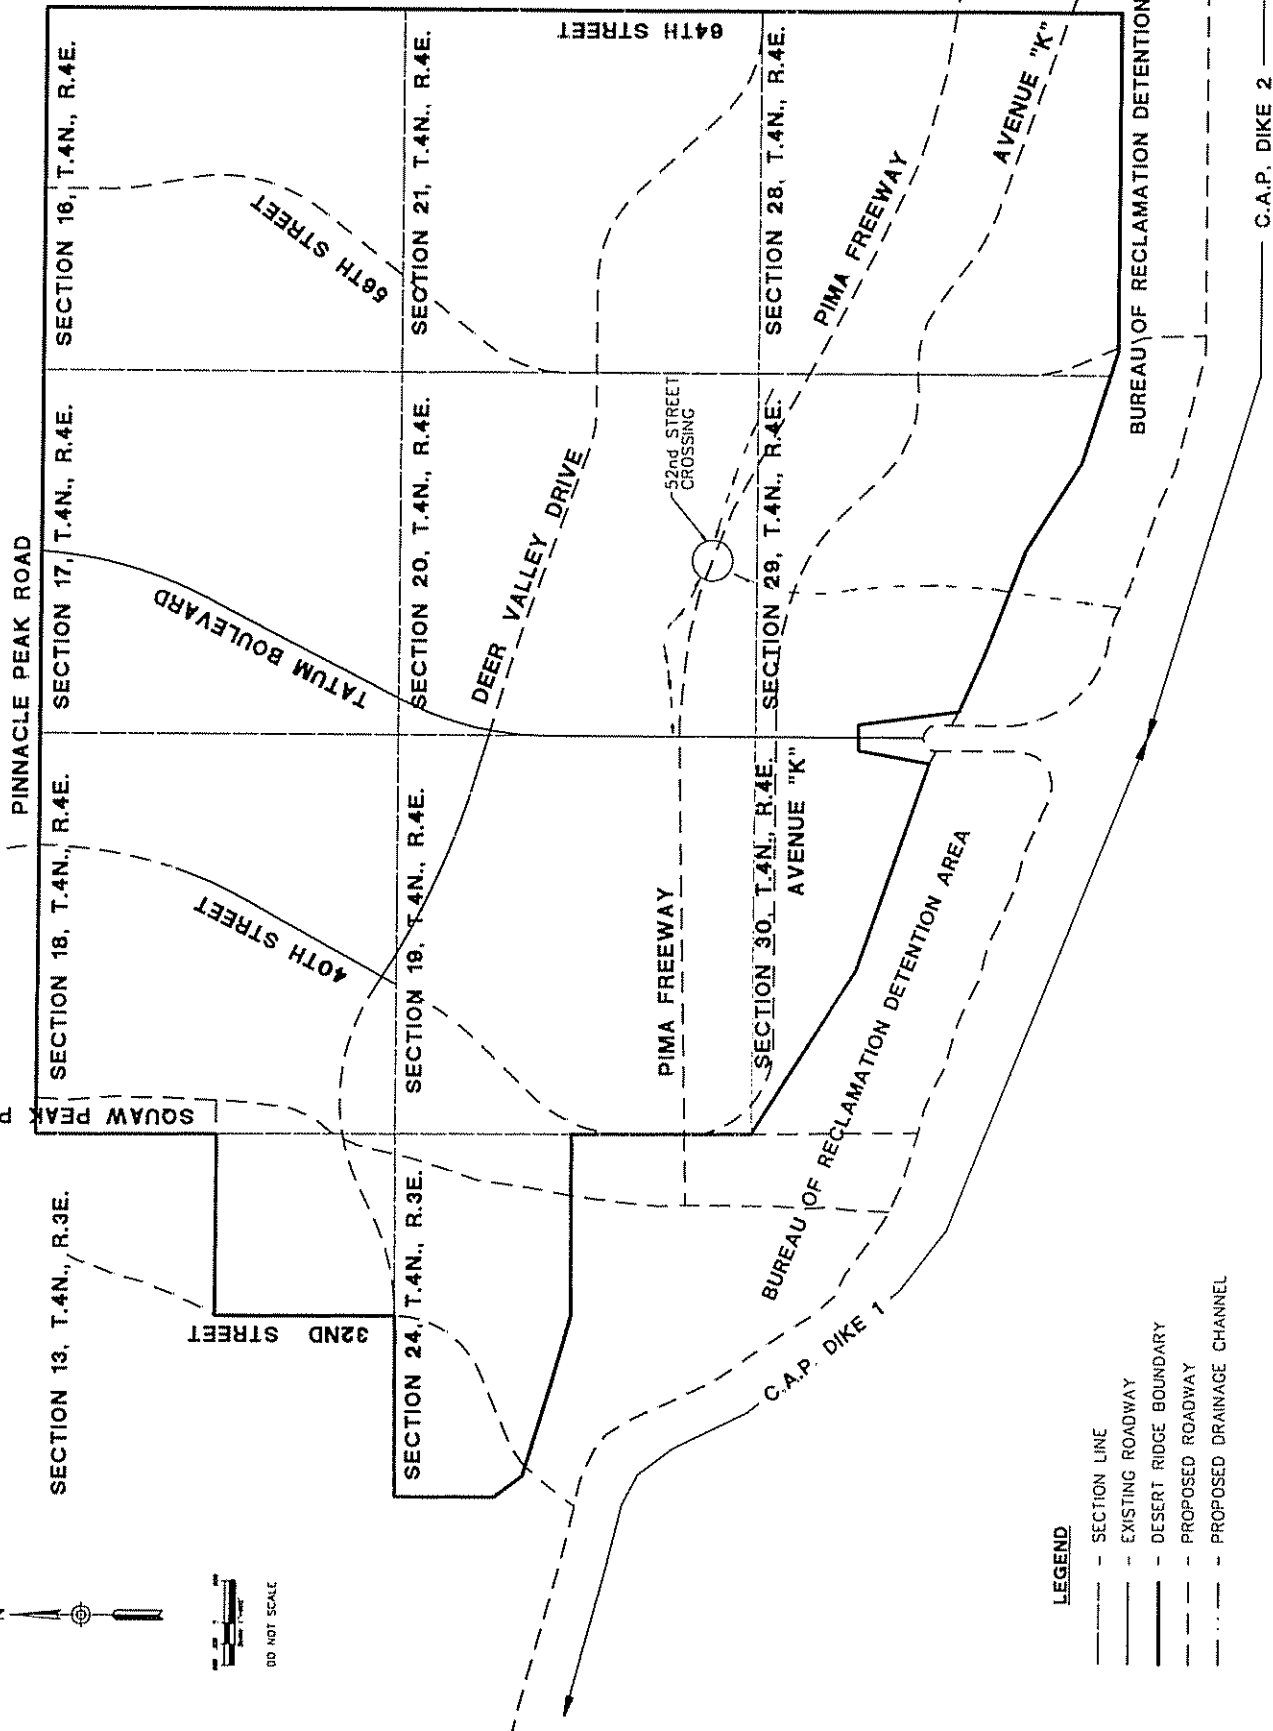 N
DO NOT SCALE
PINNACLE PEAK ROAD
SECTION 13, T.4N., R.3E.
SECTION 18, T.4N., R.4E.
SECTION 17, T.4N., R.4E.
SECTION 16, T.4N., R.4E.
SQUAW PEAK P
40TH STREET
TATUM BOULEVARD
56TH STREET
64TH STREET
32ND STREET
SECTION 24, T.4N., R.3E.
SECTION 19, T.4N., R.4E.
SECTION 20, T.4N., R.4E.
SECTION 21, T.4N., R.4E.
DEER VALLEY DRIVE
PIMA FREEWAY
52nd STREET
CROSSING
PIMA FREEWAY
SECTION 30, T.4N., R.4E.
SECTION 29, T.4N., R.4E.
SECTION 28, T.4N., R.4E.
AVENUE "K"
AVENUE "K"
BUREAU OF RECLAMATION DETENTION AREA
BUREAU OF RECLAMATION DETENTION
C.A.P. DIKE 1
C.A.P. DIKE 2
LEGEND
- SECTION LINE
- EXISTING ROADWAY
- DESERT RIDGE BOUNDARY
- PROPOSED ROADWAY
- PROPOSED DRAINAGE CHANNEL